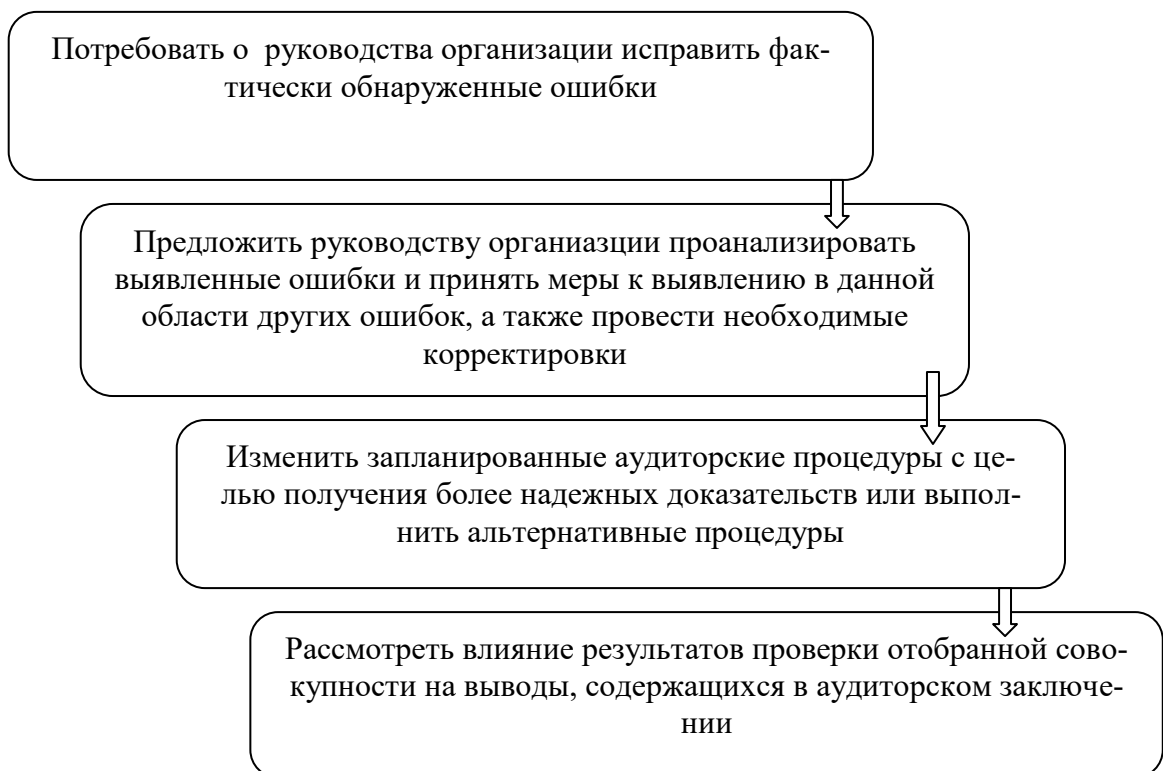 Потребовать о  руководства организации исправить фак-
тически обнаруженные ошибки
Предложить руководству органиазции проанализировать
выявленные ошибки и принять меры к выявлению в данной
области других ошибок, а также провести необходимые
корректировки
Изменить запланированные аудиторские процедуры с це-
лью получения более надежных доказательств или выпол-
нить альтернативные процедуры
Рассмотреть влияние результатов проверки отобранной сово-
купности на выводы, содержащихся в аудиторском заключе-
нии